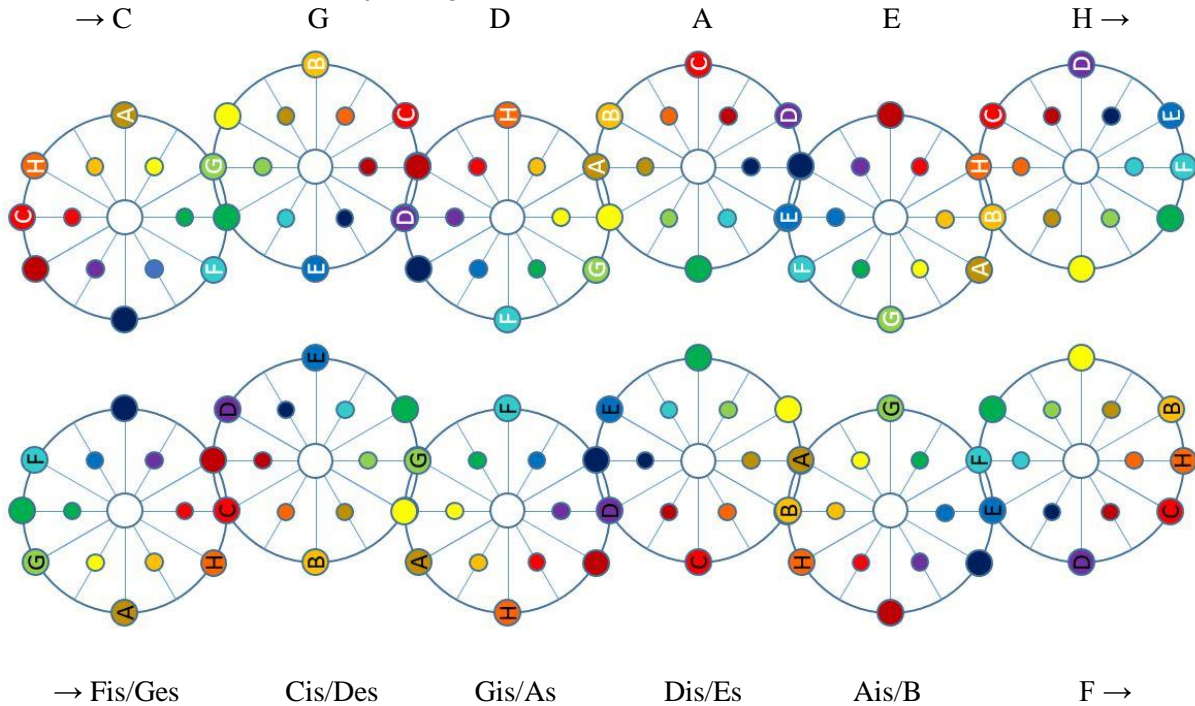 → C G D A E H →
B C D
A C H B D C E
H G A H F
C D E B
F E G F A
F G
E
D F E G B
F G A F H
C D B E C
G H B A C H D
A H
→ Fis/Ges Cis/Des Gis/As Dis/Es Ais/B F →